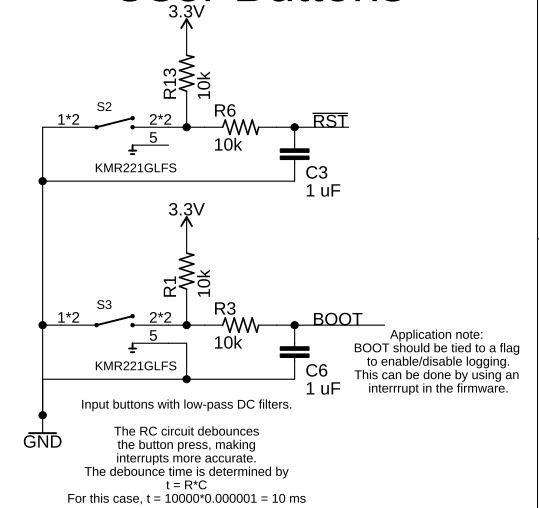 User Buttons
3.3V
R13
10k
S2
1*2
2*2
5
KMR221GLFS
R6
10k
RST
C3
1 uF
3.3V
R1
10k
S3
1*2
2*2
5
KMR221GLFS
R3
10k
BOOT
C6
1 uF
Application note:
BOOT should be tied to a flag
to enable/disable logging.
This can be done by using an
interrrupt in the firmware.
GND
Input buttons with low-pass DC filters.
The RC circuit debounces
the button press, making
interrupts more accurate.
The debounce time is determined by
t = R*C
For this case, t = 10000*0.000001 = 10 ms